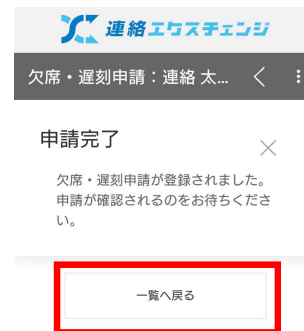 連絡エクスチェンジ
欠席・遅刻申請：連絡 太...
申請完了
欠席・遅刻申請が登録されました。
申請が確認されるのをお待ちくださ
い。
一覧へ戻る